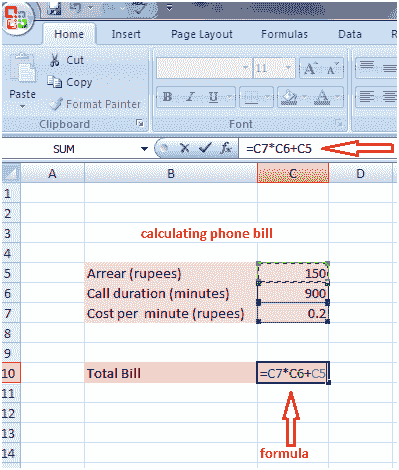 Home Insert Page Layout Formulas Data R
Cut
Copy
Format Painter
Paste
11 A A
B I U A
Clipboard Font
SUM fx =C7*C6+C5
A B C D
1
2
3 calculating phone bill
4
5 Arrear (rupees) 150
6 Call duration (minutes) 900
7 Cost per minute (rupees) 0.2
8
9
10 Total Bill =C7*C6+C5
11
12
13
14 formula